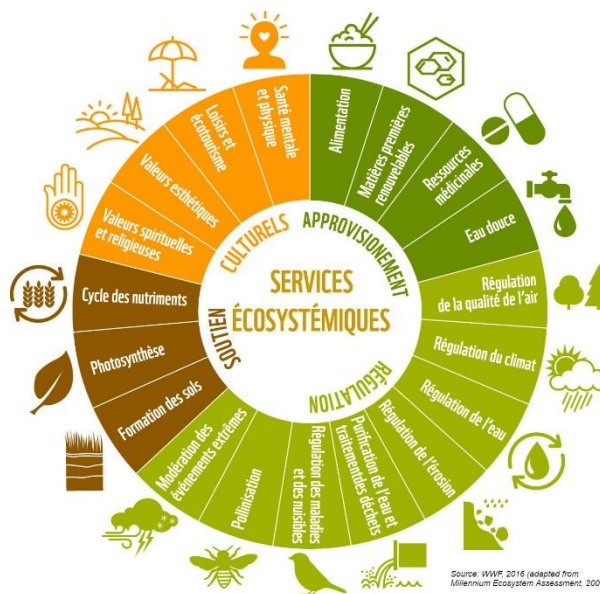 SERVICES
ÉCOSYSTÉMIQUES
APPROVISIONEMENT
Alimentation
Matières premières
renouvelables
Ressources
médicinales
Eau douce
RÉGULATION
Régulation
de la qualité de l'air
Régulation du climat
Régulation de l'eau
Régulation de l'érosion
Purification de l'eau et
traitementdes déchets
Régulation des maladies
et des nuisibles
Pollinisation
Modération des
événements extrêmes
SOUTIEN
Formation des sols
Photosynthèse
Cycle des nutriments
CULTURELS
Valeurs spirituelles
et religieuses
Valeurs esthétiques
Loisirs et
écotourisme
Santé mentale
et physique
Source: WWF, 2016 (adapted from
Millennium Ecosystem Assessment, 200